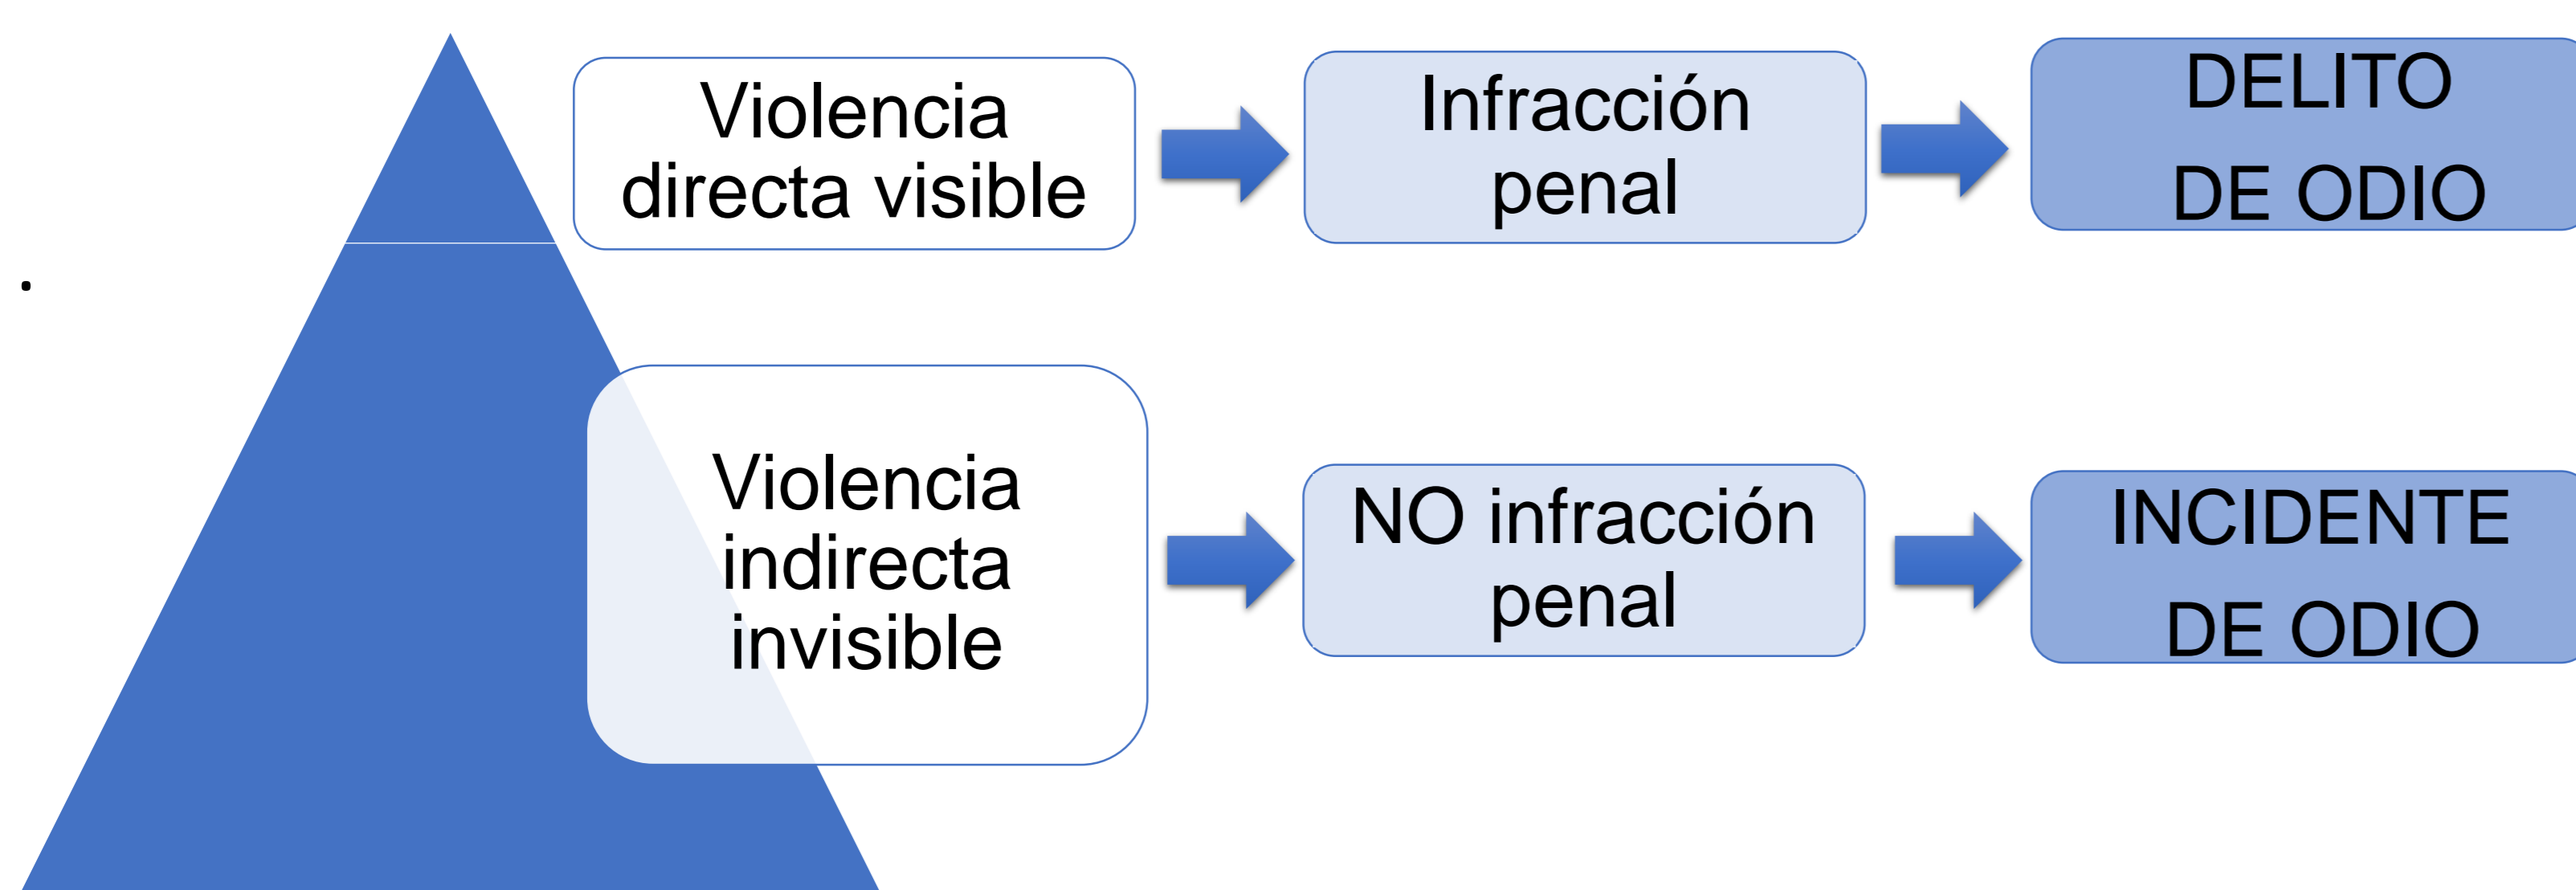 Violencia
directa visible
Infracción
penal
DELITO
DE ODIO
.
Violencia
indirecta
invisible
NO infracción
penal
INCIDENTE
DE ODIO